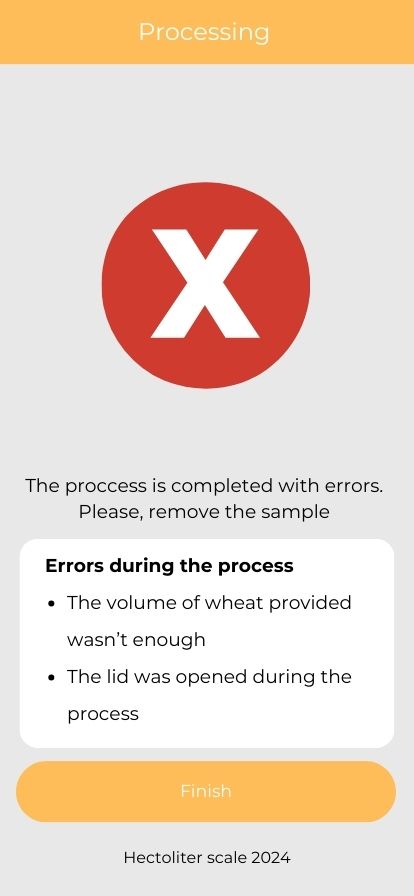 Processing
X
The proccess is completed with errors.
Please, remove the sample
Errors during the process
• The volume of wheat provided
wasn’t enough
• The lid was opened during the
process
Finish
Hectoliter scale 2024